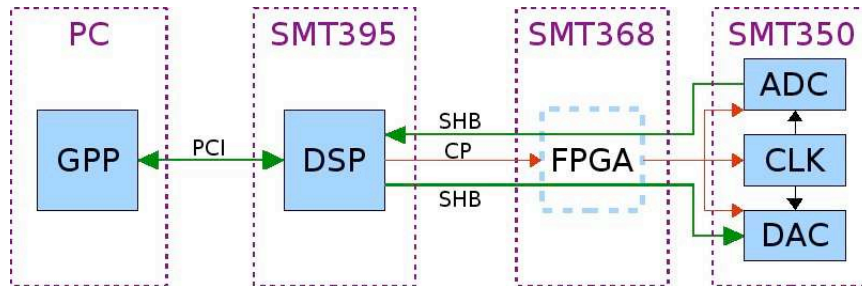 PC
SMT395
SMT368
SMT350
ADC
SHB
GPP
PCI
DSP
CP
FPGA
CLK
SHB
DAC